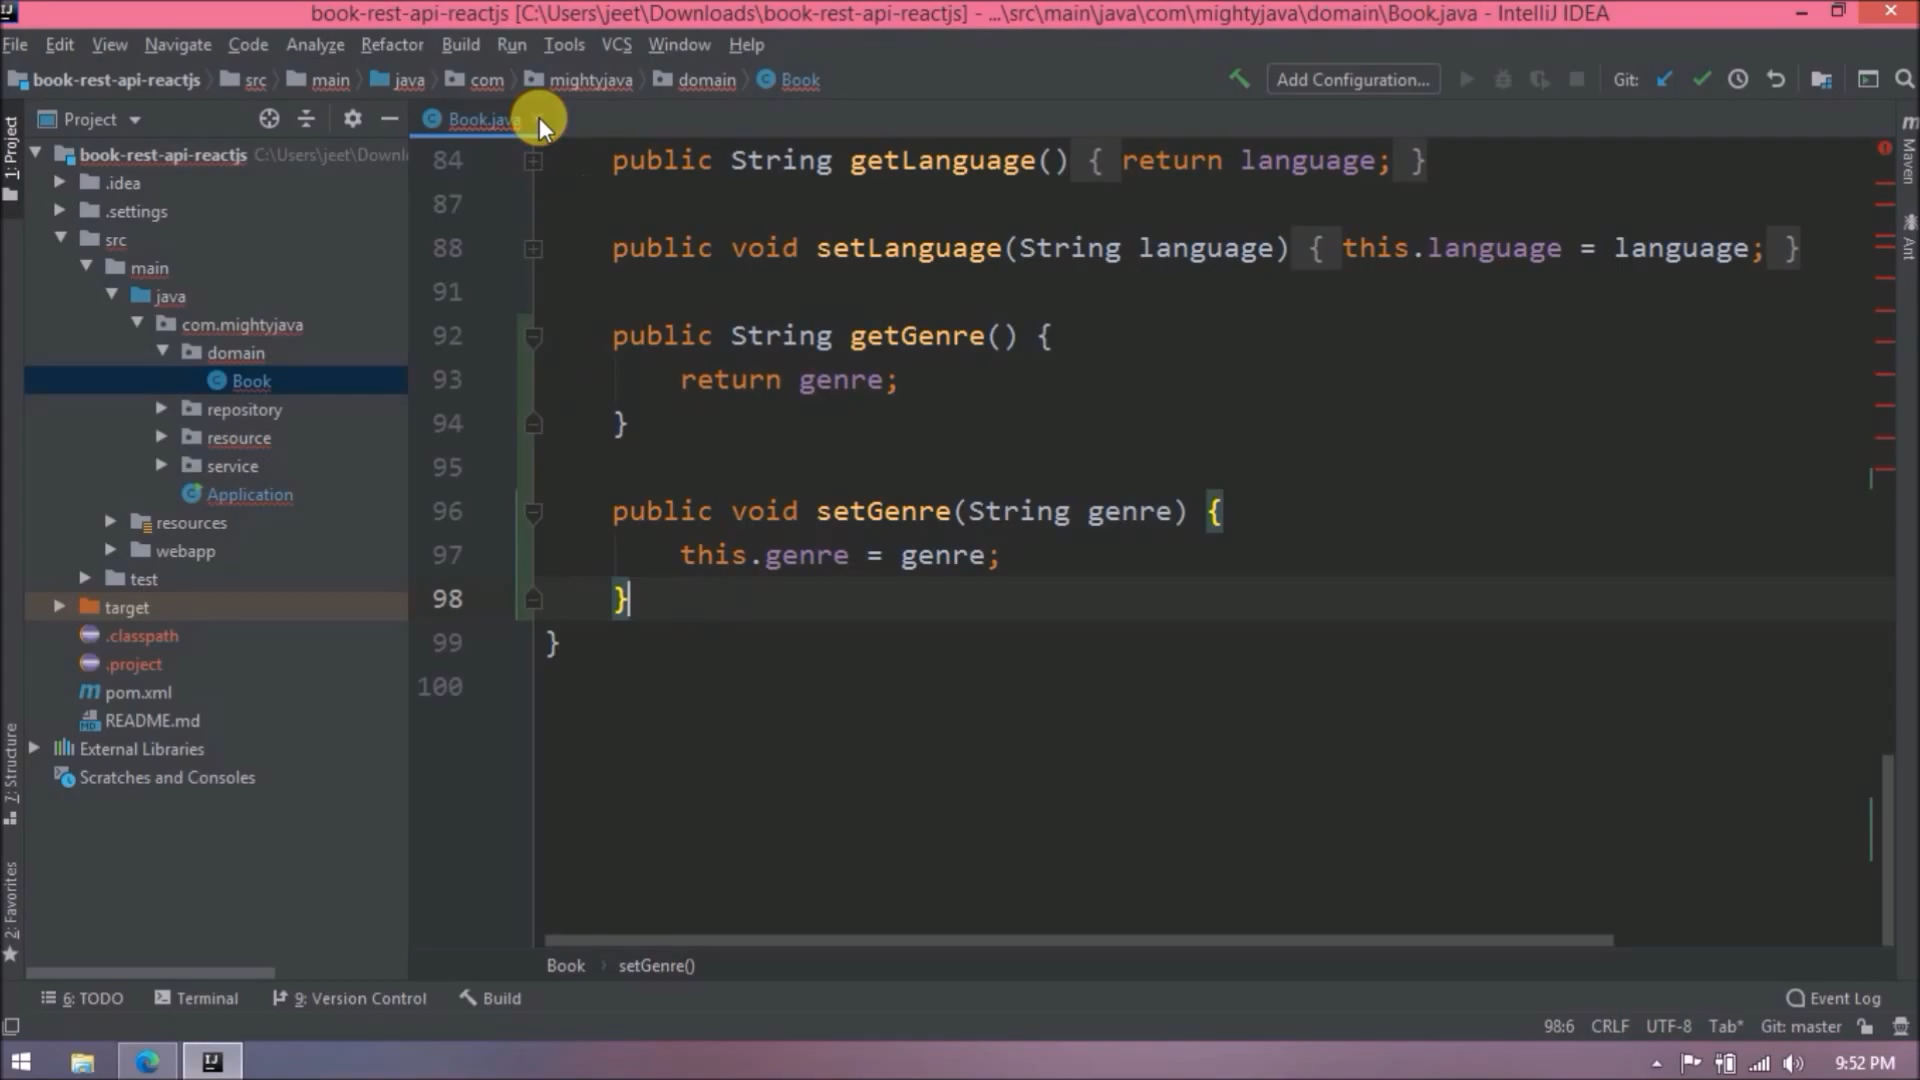 book-rest-api-reactjs [C:\Users\jeet\Downloads\book-rest-api-reactjs] - ...\src\main\java\com\mightyjava\domain\Book.java - IntelliJ IDEA
File Edit View Navigate Code Analyze Refactor Build Run Tools VCS Window Help
book-rest-api-reactjs src main java com mightyjava domain Book Add Configuration... Git:
Project Book.java
1: Project
book-rest-api-reactjs C:\Users\jeet\Downl
.idea
.settings
src
main
java
com.mightyjava
domain
Book
repository
resource
service
Application
resources
webapp
test
target
.classpath
.project
pom.xml
README.md
External Libraries
Scratches and Consoles
7: Structure
2: Favorites
84 public String getLanguage() { return language; }
87
88 public void setLanguage(String language) { this.language = language; }
91
92 public String getGenre() {
93 return genre;
94 }
95
96 public void setGenre(String genre) {
97 this.genre = genre;
98 }
99 }
100
Maven
Ant
Book setGenre()
6: TODO Terminal 9: Version Control Build Event Log
98:6 CRLF UTF-8 Tab* Git: master
9:52 PM